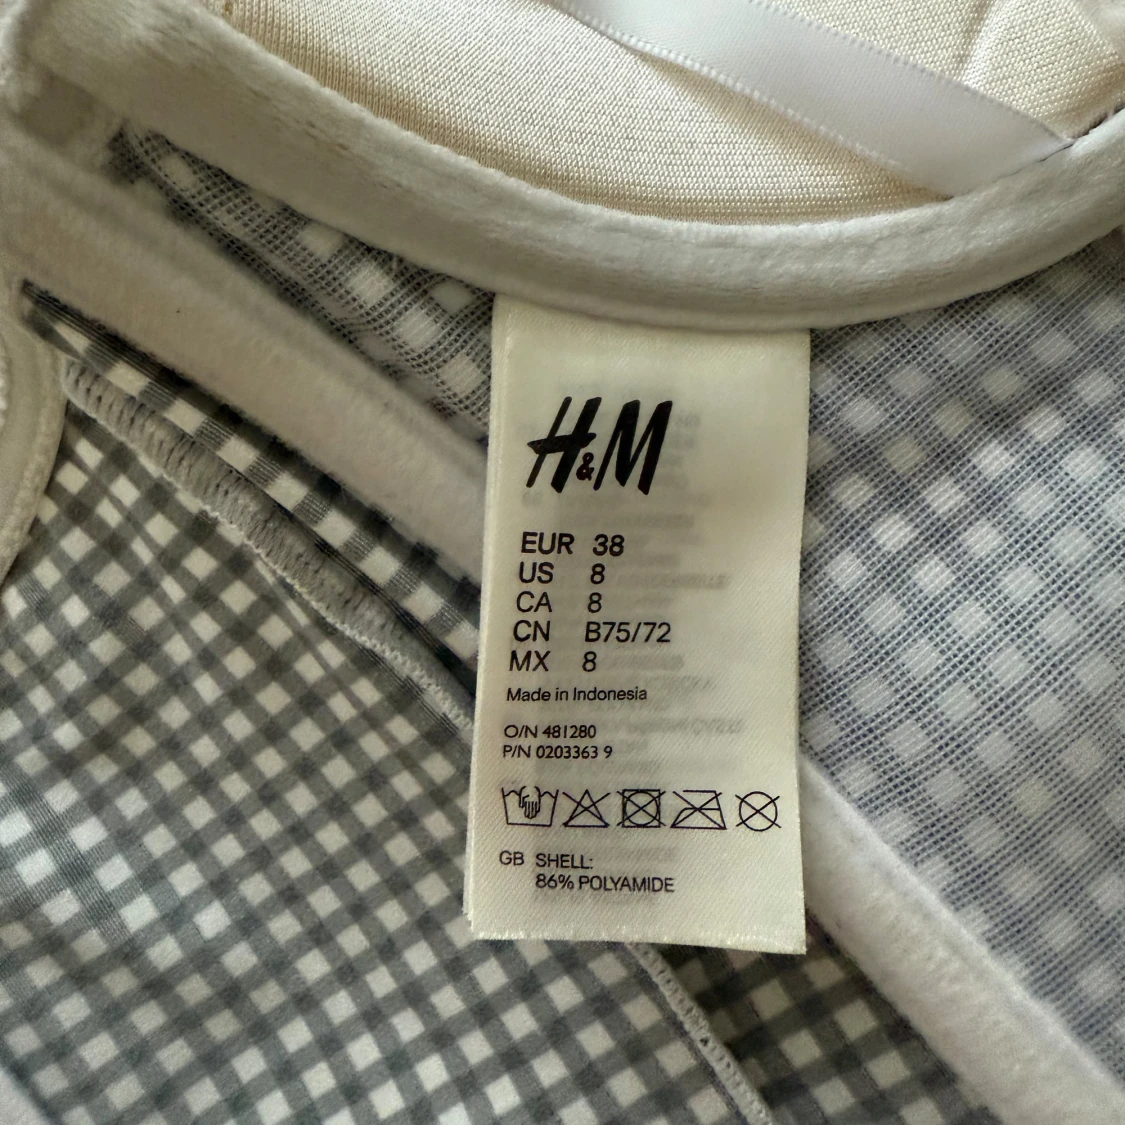 H&M
EUR 38
US 8
CA 8
CN B75/72
MX 8
Made in Indonesia
O/N 481280
P/N 0203363 9
GB SHELL:
86% POLYAMIDE